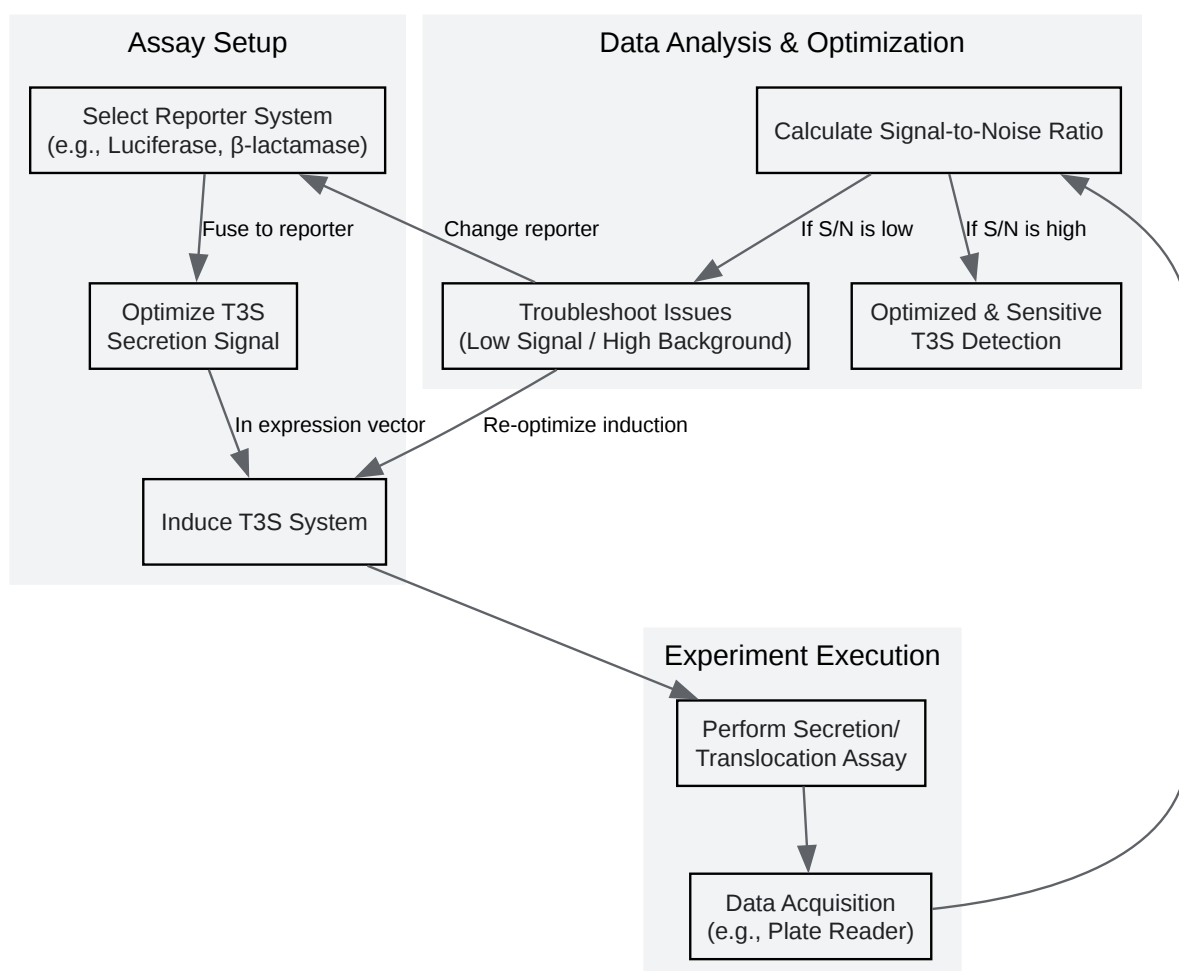 Assay Setup
Data Analysis & Optimization
Select Reporter System
(e.g., Luciferase, β-lactamase)
Calculate Signal-to-Noise Ratio
Fuse to reporter
Change reporter
If S/N is low
If S/N is high
Optimize T3S
Secretion Signal
Troubleshoot Issues
(Low Signal / High Background)
Optimized & Sensitive
T3S Detection
In expression vector
Re-optimize induction
Induce T3S System
Experiment Execution
Perform Secretion/
Translocation Assay
Data Acquisition
(e.g., Plate Reader)